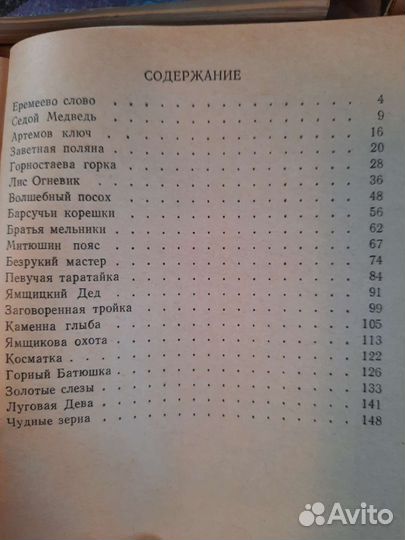 СОДЕРЖАНИЕ
Еремеево слово . . . . . . . . . . . . 4
Седой Медведь . . . . . . . . . . . . 9
Артемов ключ . . . . . . . . . . . . 16
Заветная поляна . . . . . . . . . . . . 20
Горностаева горка . . . . . . . . . . . . 28
Лис Огневик . . . . . . . . . . . . 36
Волшебный посох . . . . . . . . . . . . 48
Барсучьи корешки . . . . . . . . . . . . 56
Братья мельники . . . . . . . . . . . . 62
Митюшин пояс . . . . . . . . . . . . 67
Безрукий мастер . . . . . . . . . . . . 74
Певучая таратайка . . . . . . . . . . . . 84
Ямщицкий Дед . . . . . . . . . . . . 91
Заговоренная тройка . . . . . . . . . . . . 99
Каменна глыба . . . . . . . . . . . . 105
Ямщикова охота . . . . . . . . . . . . 113
Косматка . . . . . . . . . . . . 122
Горный Батюшка . . . . . . . . . . . . 126
Золотые слезы . . . . . . . . . . . . 133
Луговая Дева . . . . . . . . . . . . 141
Чудные зерна . . . . . . . . . . . . 148
Avito